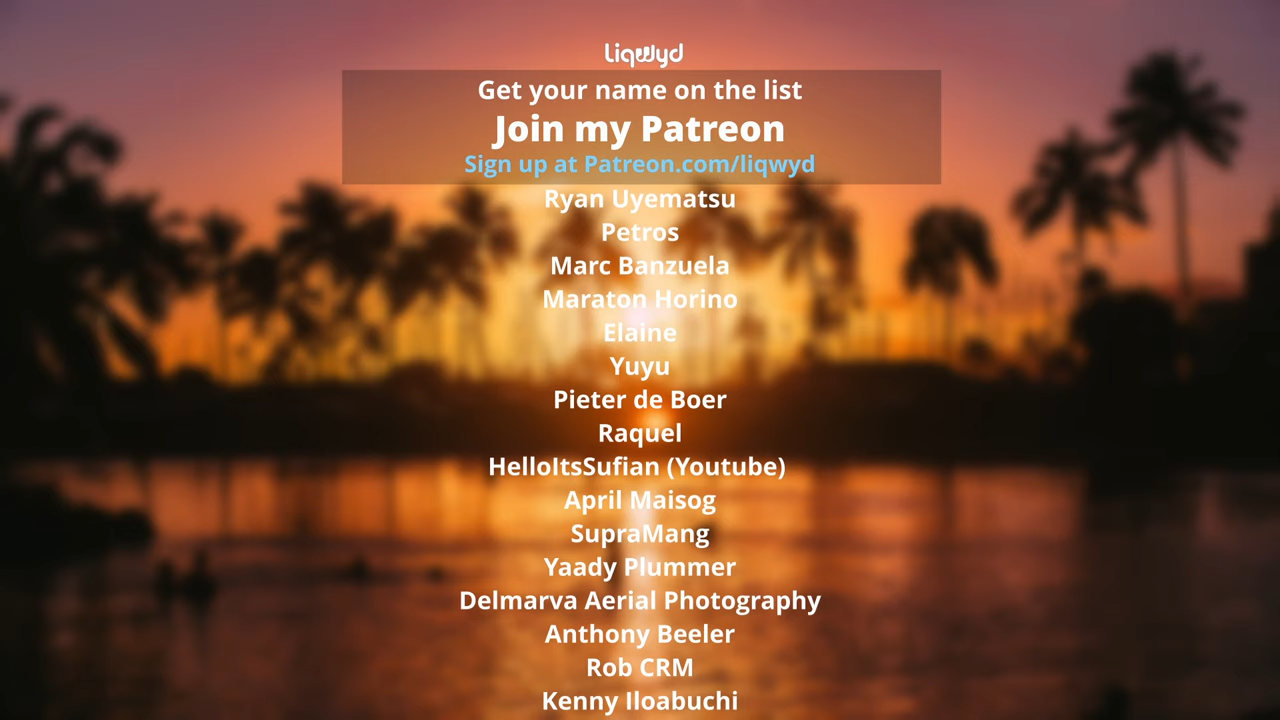 Liqwyd
Get your name on the list
Join my Patreon
Sign up at Patreon.com/liqwyd
Ryan Uyematsu
Petros
Marc Banzuela
Maraton Horino
Elaine
Yuyu
Pieter de Boer
Raquel
HelloItsSufian (Youtube)
April Maisog
SupraMang
Yaady Plummer
Delmarva Aerial Photography
Anthony Beeler
Rob CRM
Kenny Iloabuchi